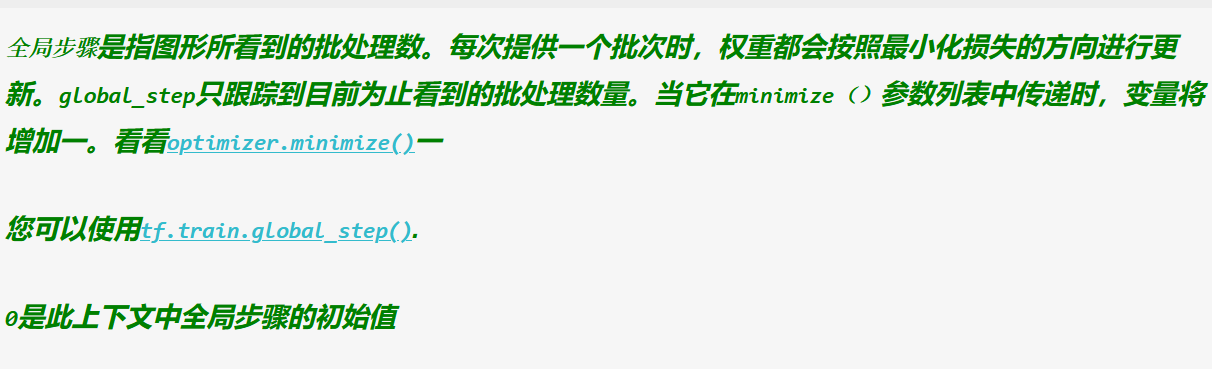 全局步骤是指图形所看到的批处理数。每次提供一个批次时，权重都会按照最小化损失的方向进行更
新。global_step只跟踪到目前为止看到的批处理数量。当它在minimize（）参数列表中传递时，变量将
增加一。看看optimizer.minimize()一
您可以使用tf.train.global_step().
0是此上下文中全局步骤的初始值